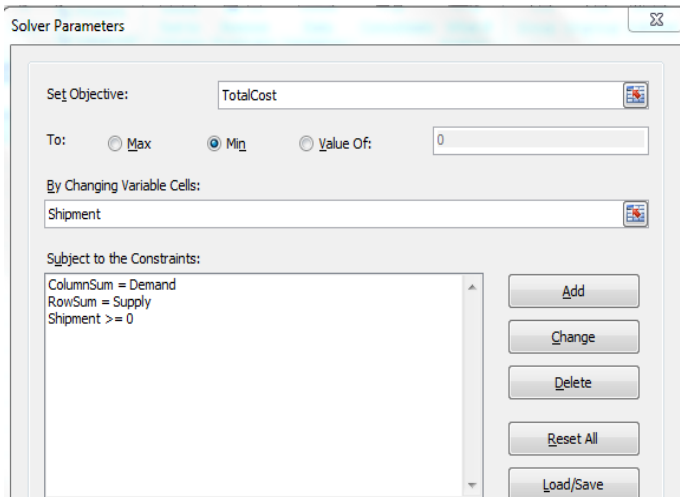 Solver Parameters
Set Objective: TotalCost
To: Max Min Value Of: 0
By Changing Variable Cells:
Shipment
Subject to the Constraints:
ColumnSum = Demand
RowSum = Supply
Shipment >= 0
Add
Change
Delete
Reset All
Load/Save